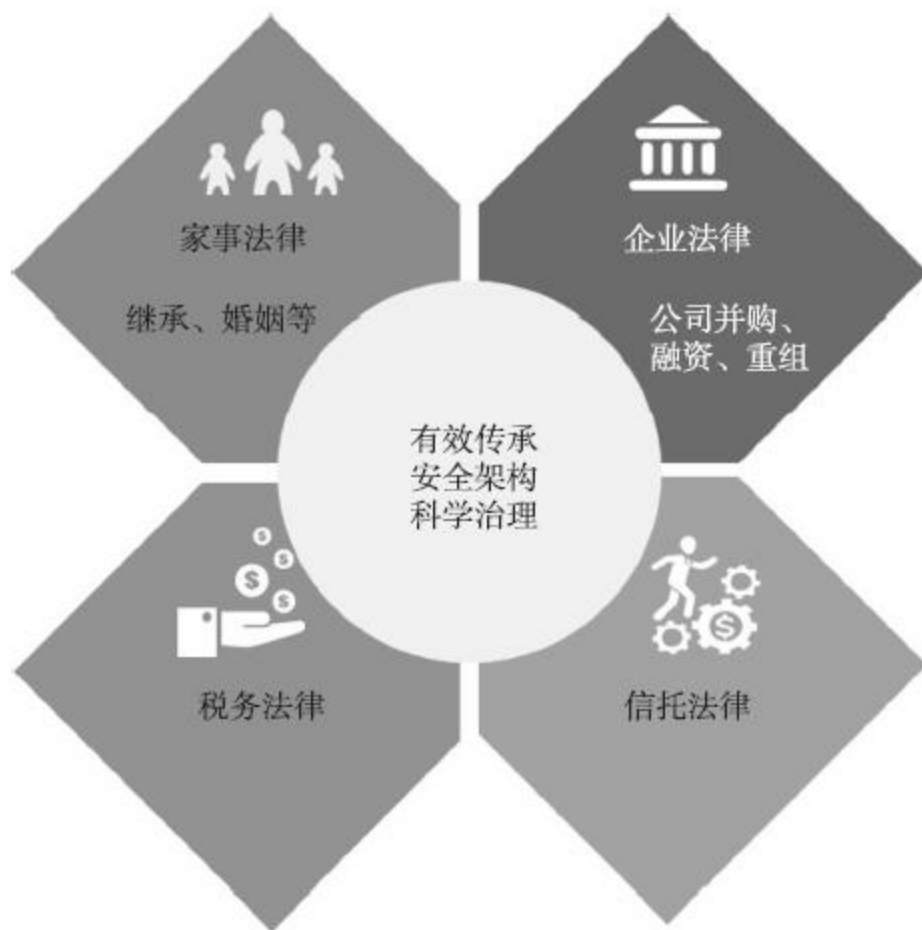 家事法律
继承、婚姻等
企业法律
公司并购、
融资、重组
有效传承
安全架构
科学治理
$
$
$
$
税务法律
$
信托法律